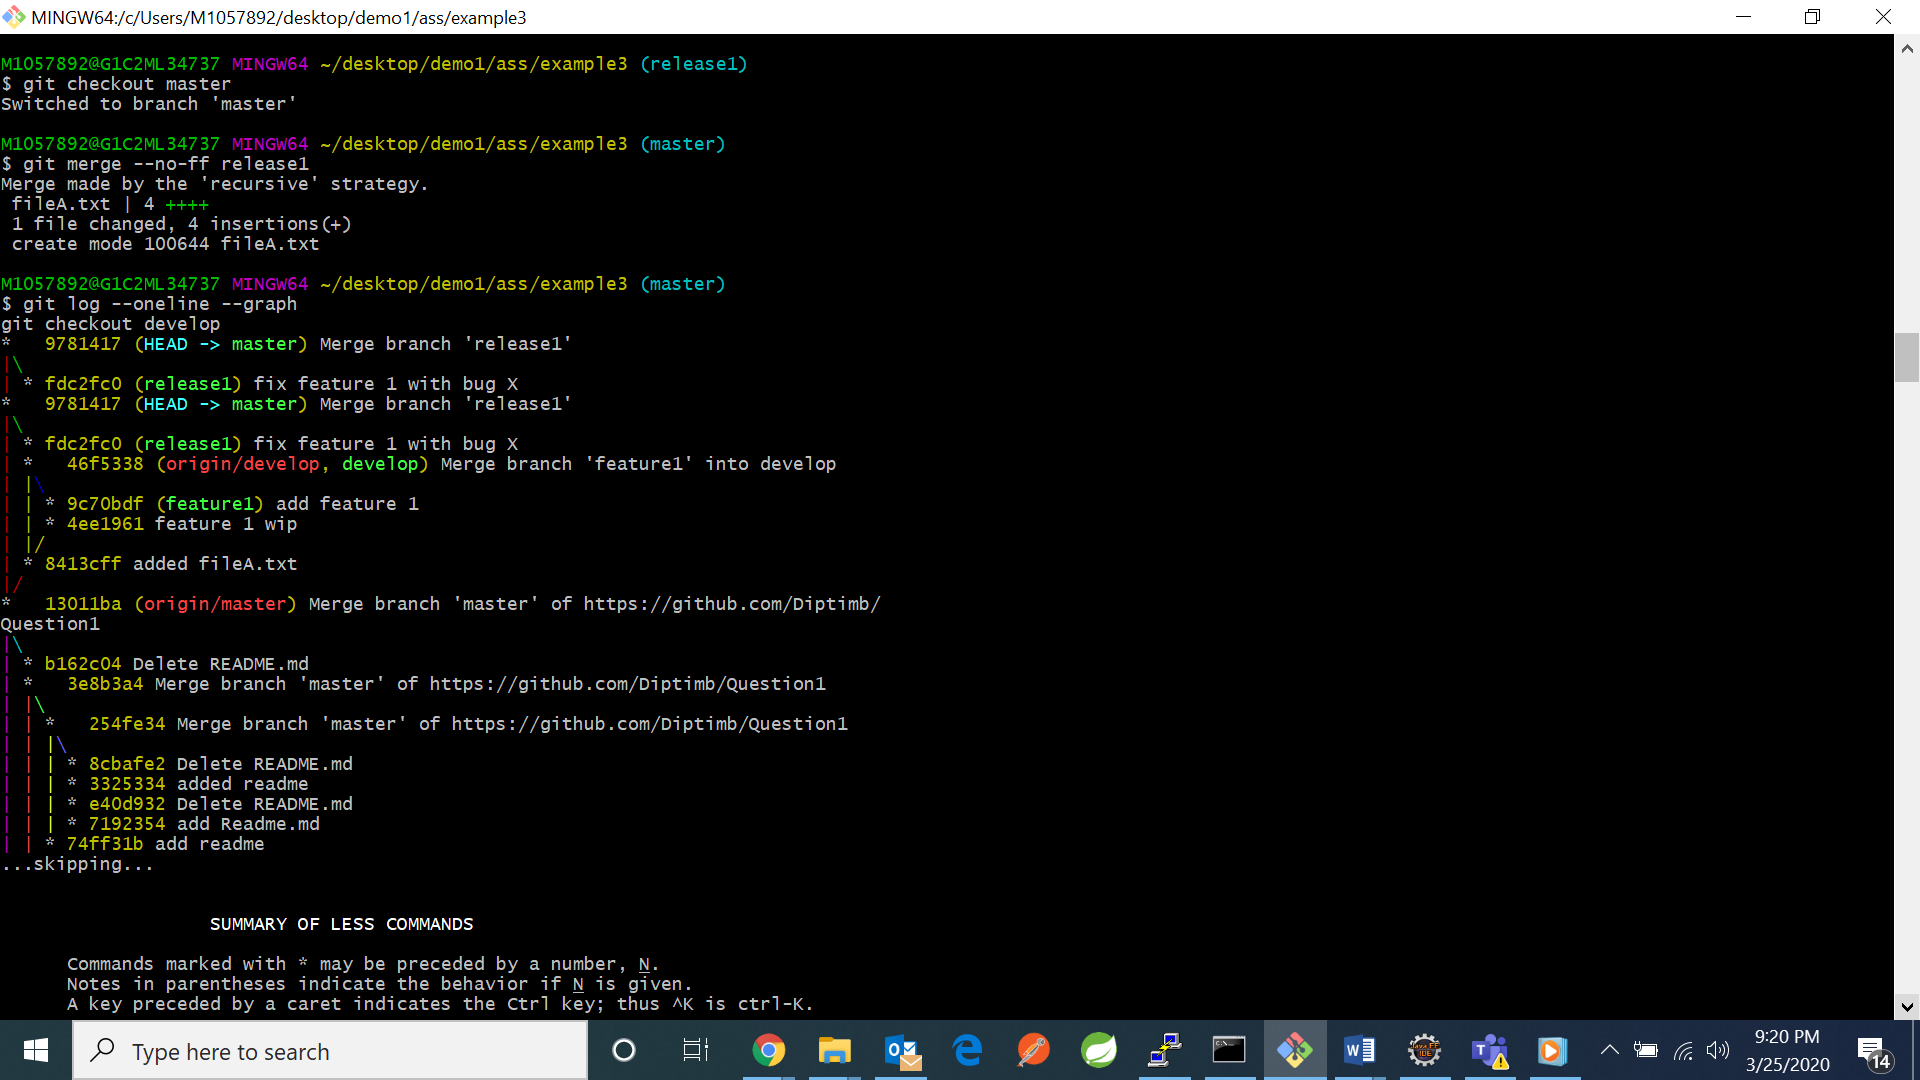 MINGW64:/c/Users/M1057892/desktop/demo1/ass/example3
M1057892@G1C2ML34737 MINGW64 ~/desktop/demo1/ass/example3 (release1)
$ git checkout master
Switched to branch 'master'
M1057892@G1C2ML34737 MINGW64 ~/desktop/demo1/ass/example3 (master)
$ git merge --no-ff release1
Merge made by the 'recursive' strategy.
 fileA.txt | 4 ++++
 1 file changed, 4 insertions(+)
 create mode 100644 fileA.txt
M1057892@G1C2ML34737 MINGW64 ~/desktop/demo1/ass/example3 (master)
$ git log --oneline --graph
git checkout develop
*   9781417 (HEAD -> master) Merge branch 'release1'
|\
| * fdc2fc0 (release1) fix feature 1 with bug X
*   9781417 (HEAD -> master) Merge branch 'release1'
|\
| * fdc2fc0 (release1) fix feature 1 with bug X
| *   46f5338 (origin/develop, develop) Merge branch 'feature1' into develop
| |\
| | * 9c70bdf (feature1) add feature 1
| | * 4ee1961 feature 1 wip
| |/
| * 8413cff added fileA.txt
|/
*   13011ba (origin/master) Merge branch 'master' of https://github.com/Diptimb/
Question1
|\
| * b162c04 Delete README.md
| *   3e8b3a4 Merge branch 'master' of https://github.com/Diptimb/Question1
| |\
| | *   254fe34 Merge branch 'master' of https://github.com/Diptimb/Question1
| | |\
| | | * 8cbafe2 Delete README.md
| | | * 3325334 added readme
| | | * e40d932 Delete README.md
| | | * 7192354 add Readme.md
| | * 74ff31b add readme
...skipping...
SUMMARY OF LESS COMMANDS
Commands marked with * may be preceded by a number, N.
Notes in parentheses indicate the behavior if N is given.
A key preceded by a caret indicates the Ctrl key; thus ^K is ctrl-K.
Type here to search
9:20 PM
3/25/2020
14